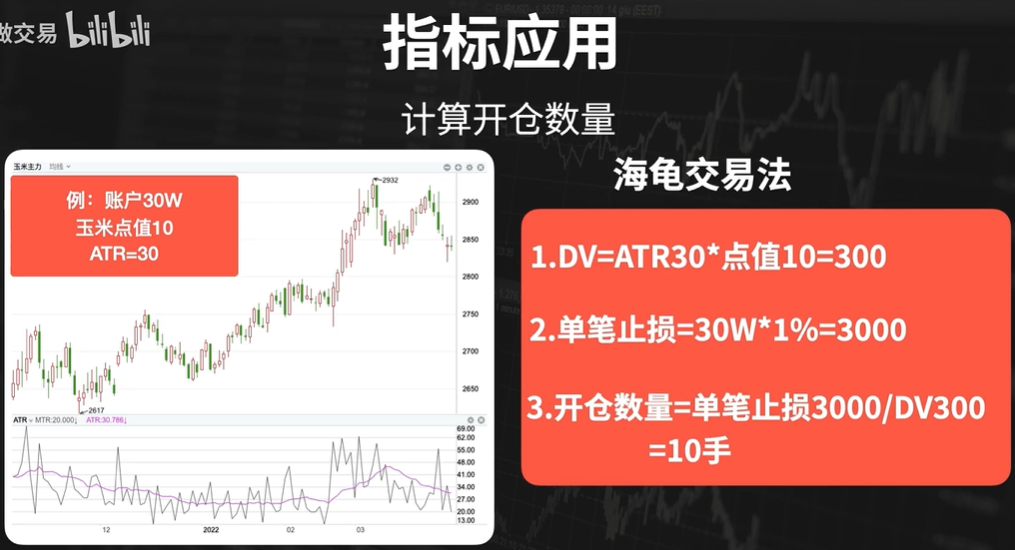 做交易 bilibili
指标应用
计算开仓数量
海龟交易法
玉米主力 均线
例：账户30W
玉米点值10
ATR=30
2932
2900
2850
2800
2750
2700
2650
2617
1.DV=ATR30*点值10=300
2.单笔止损=30W*1%=3000
3.开仓数量=单笔止损3000/DV300
=10手
ATR MTR:20.000↓ ATR:30.786↓
69.00
62.00
55.00
48.00
41.00
34.00
27.00
20.00
13.00
12 2022 02 03